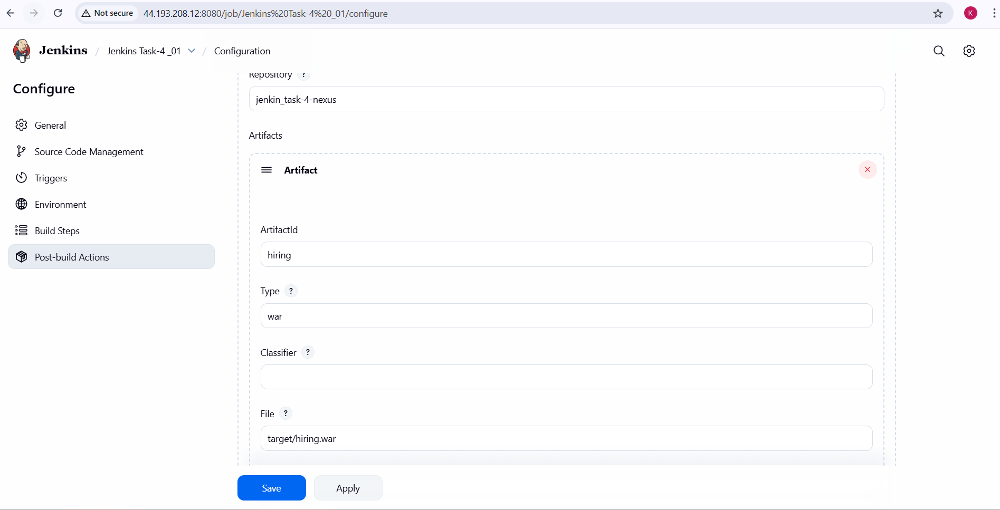 Not secure 44.193.208.12:8080/job/Jenkins%20Task-4%20_01/configure K
Jenkins / Jenkins Task-4 _01 / Configuration
Configure
General
Source Code Management
Triggers
Environment
Build Steps
Post-build Actions
Repository ?
jenkin_task-4-nexus
Artifacts
Artifact
ArtifactId
hiring
Type ?
war
Classifier ?
File ?
target/hiring.war
Save Apply